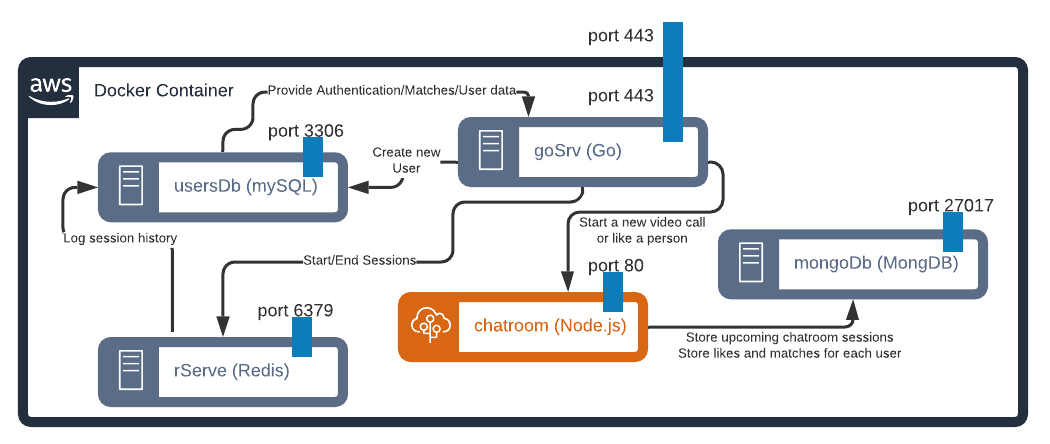 port 443
aws
Docker Container
Provide Authentication/Matches/User data
port 443
port 3306
goSrv (Go)
Create new
User
usersDb (mySQL)
port 27017
Start a new video call
or like a person
Log session history
Start/End Sessions
port 80
mongoDb (MongDB)
port 6379
chatroom (Node.js)
Store upcoming chatroom sessions
Store likes and matches for each user
rServe (Redis)